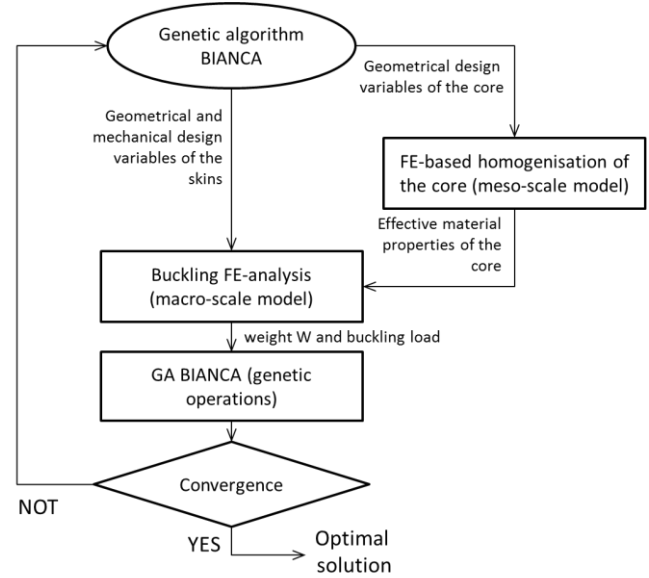 Genetic algorithm
BIANCA
Geometrical design
variables of the core
Geometrical and
mechanical design
variables of the
skins
FE-based homogenisation of
the core (meso-scale model)
Effective material
properties of the
core
Buckling FE-analysis
(macro-scale model)
weight W and buckling load
GA BIANCA (genetic
operations)
Convergence
NOT
YES
Optimal
solution